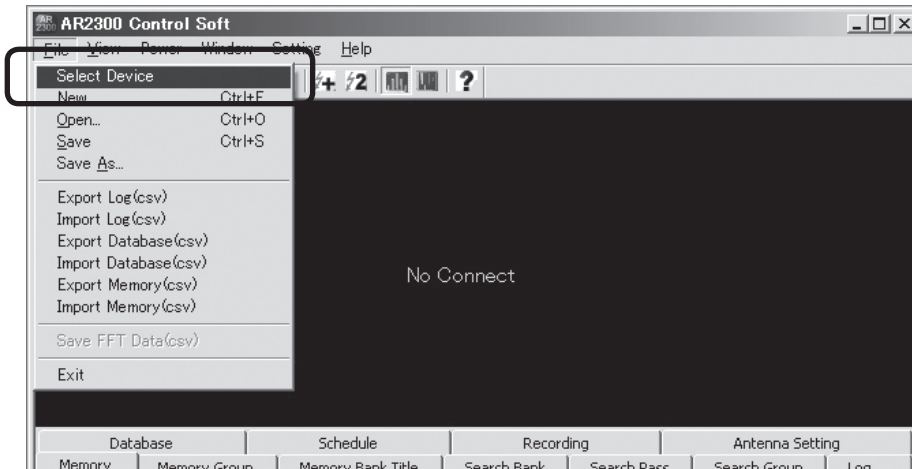 AR 2300 AR2300 Control Soft
File View Power Window Setting Help
Select Device
New Ctrl+F
Open... Ctrl+O
Save Ctrl+S
Save As...
Export Log(csv)
Import Log(csv)
Export Database(csv)
Import Database(csv)
Export Memory(csv)
Import Memory(csv)
Save FFT Data(csv)
Exit
+ 2 ?
No Connect
Database Schedule Recording Antenna Setting
Memory Memory Group Memory Bank Title Search Bank Search Pass Search Group Log